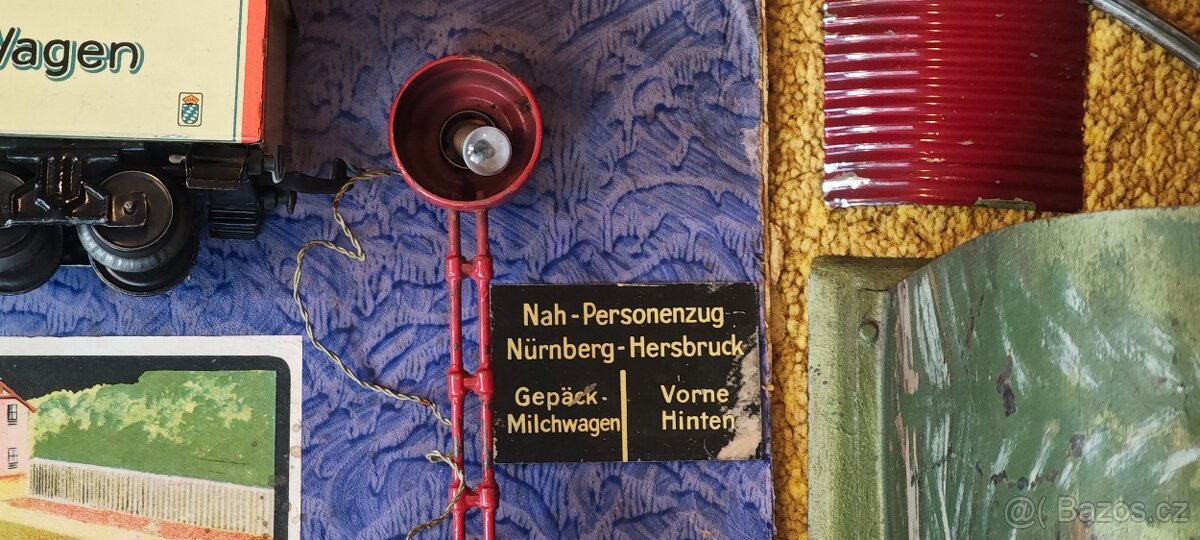 Wagen
Nah-Personenzug
Nürnberg-Hersbruck
Gepäck- Vorne
Milchwagen Hinten
@( Bazos.cz